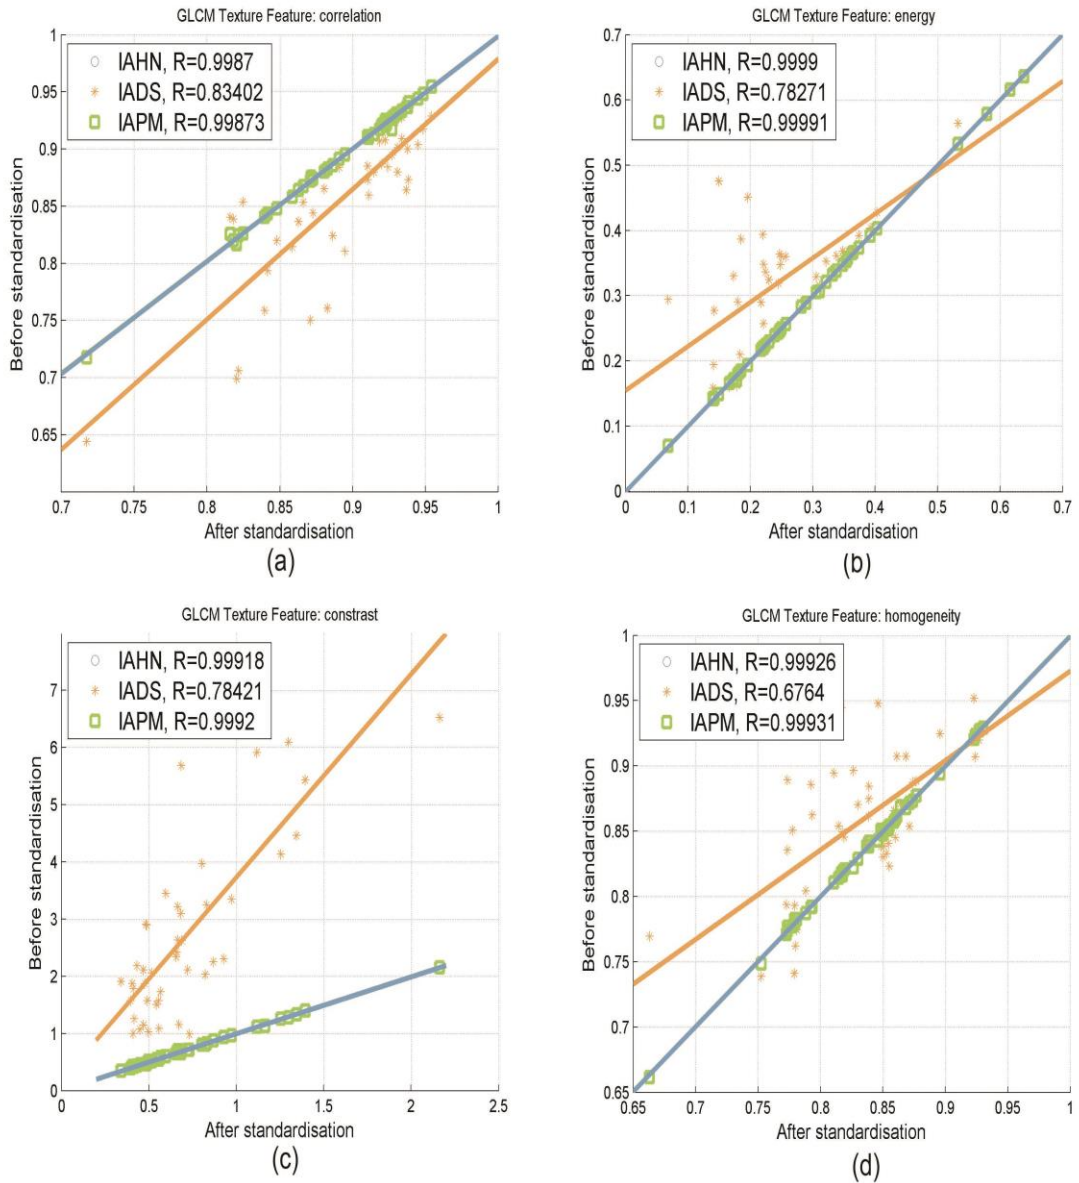 GLCM Texture Feature: correlation
IAHN, R=0.9987
IADS, R=0.83402
IAPM, R=0.99873
1
0.95
0.9
0.85
0.8
0.75
0.7
0.65
Before standardisation
0.7 0.75 0.8 0.85 0.9 0.95 1
After standardisation
(a)
GLCM Texture Feature: energy
IAHN, R=0.9999
IADS, R=0.78271
IAPM, R=0.99991
0.7
0.6
0.5
0.4
0.3
0.2
0.1
0
Before standardisation
0 0.1 0.2 0.3 0.4 0.5 0.6 0.7
After standardisation
(b)
GLCM Texture Feature: constrast
IAHN, R=0.99918
IADS, R=0.78421
IAPM, R=0.9992
7
6
5
4
3
2
1
0
Before standardisation
0 0.5 1 1.5 2 2.5
After standardisation
(c)
GLCM Texture Feature: homogeneity
IAHN, R=0.99926
IADS, R=0.6764
IAPM, R=0.99931
1
0.95
0.9
0.85
0.8
0.75
0.7
0.65
Before standardisation
0.65 0.7 0.75 0.8 0.85 0.9 0.95 1
After standardisation
(d)